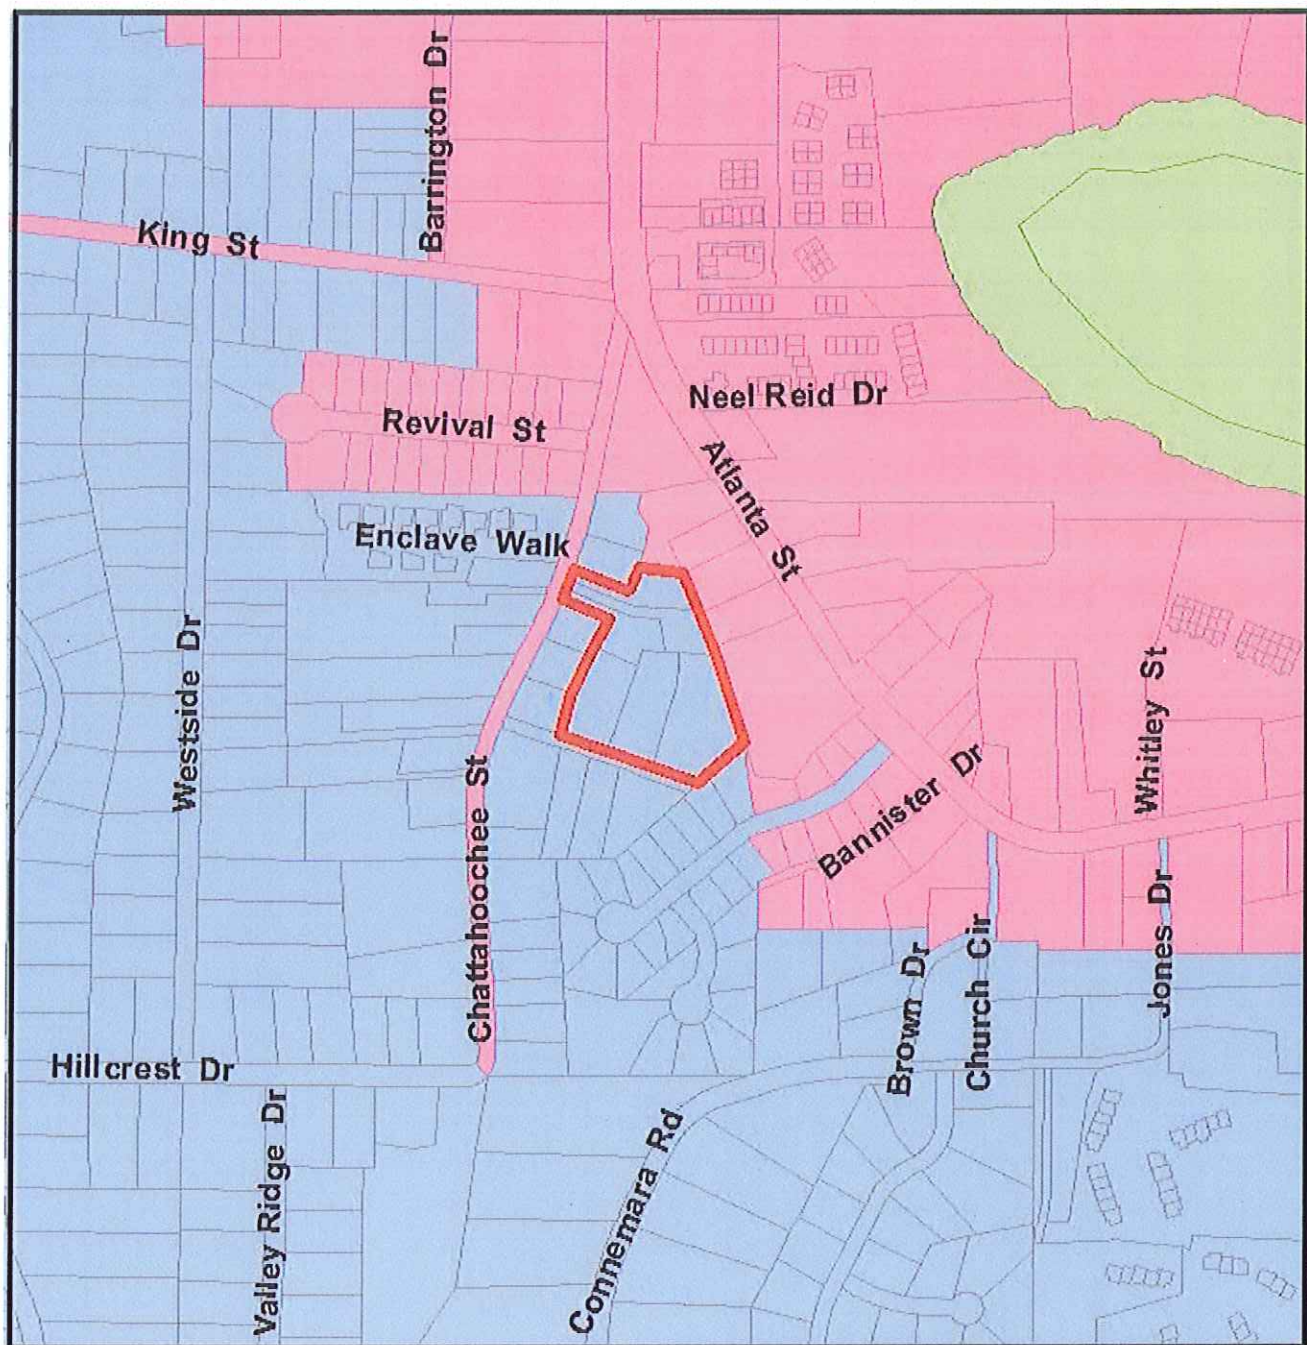 Barrington Dr
King St
Neel Reid Dr
Revival St
Atlanta St
Enclave Walk
Westside Dr
Whitley St
Bannister Dr
Chattahoochee St
Jones Dr
Church Cir
Brown Dr
Hillcrest Dr
Valley Ridge Dr
Connemara Rd